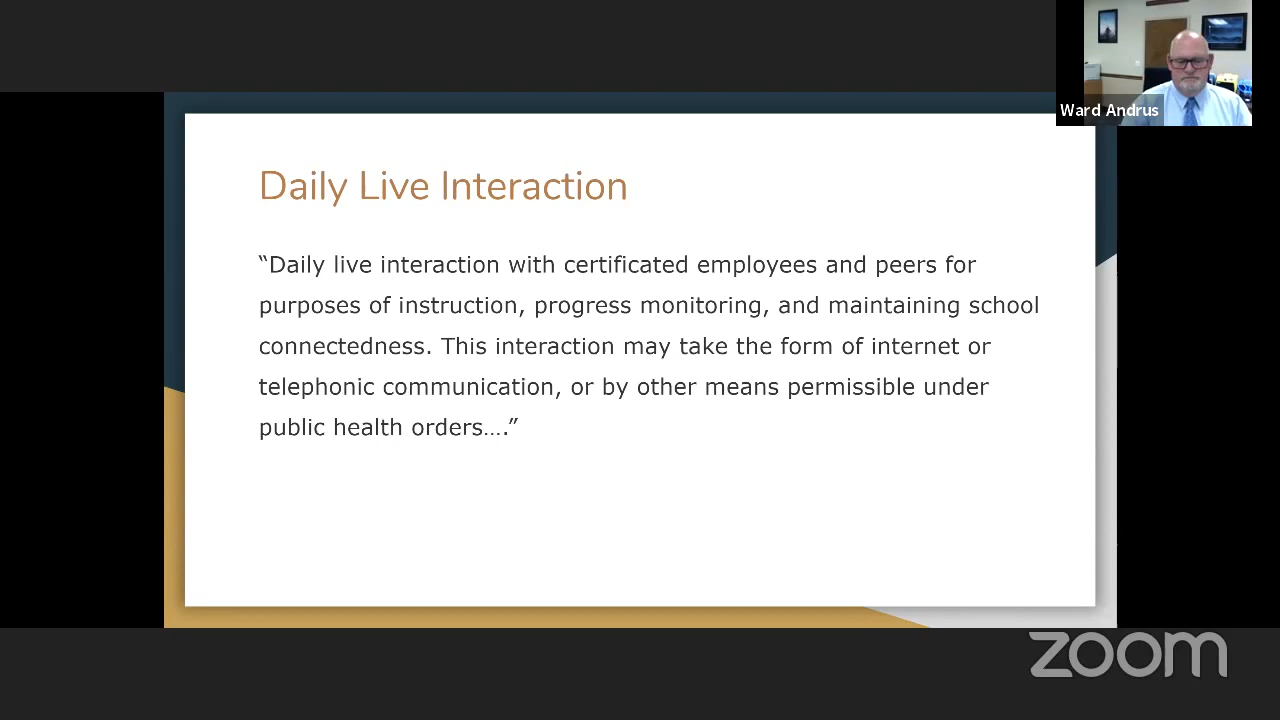 Ward Andrus
Daily Live Interaction
“Daily live interaction with certificated employees and peers for
purposes of instruction, progress monitoring, and maintaining school
connectedness. This interaction may take the form of internet or
telephonic communication, or by other means permissible under
public health orders….”
zoom